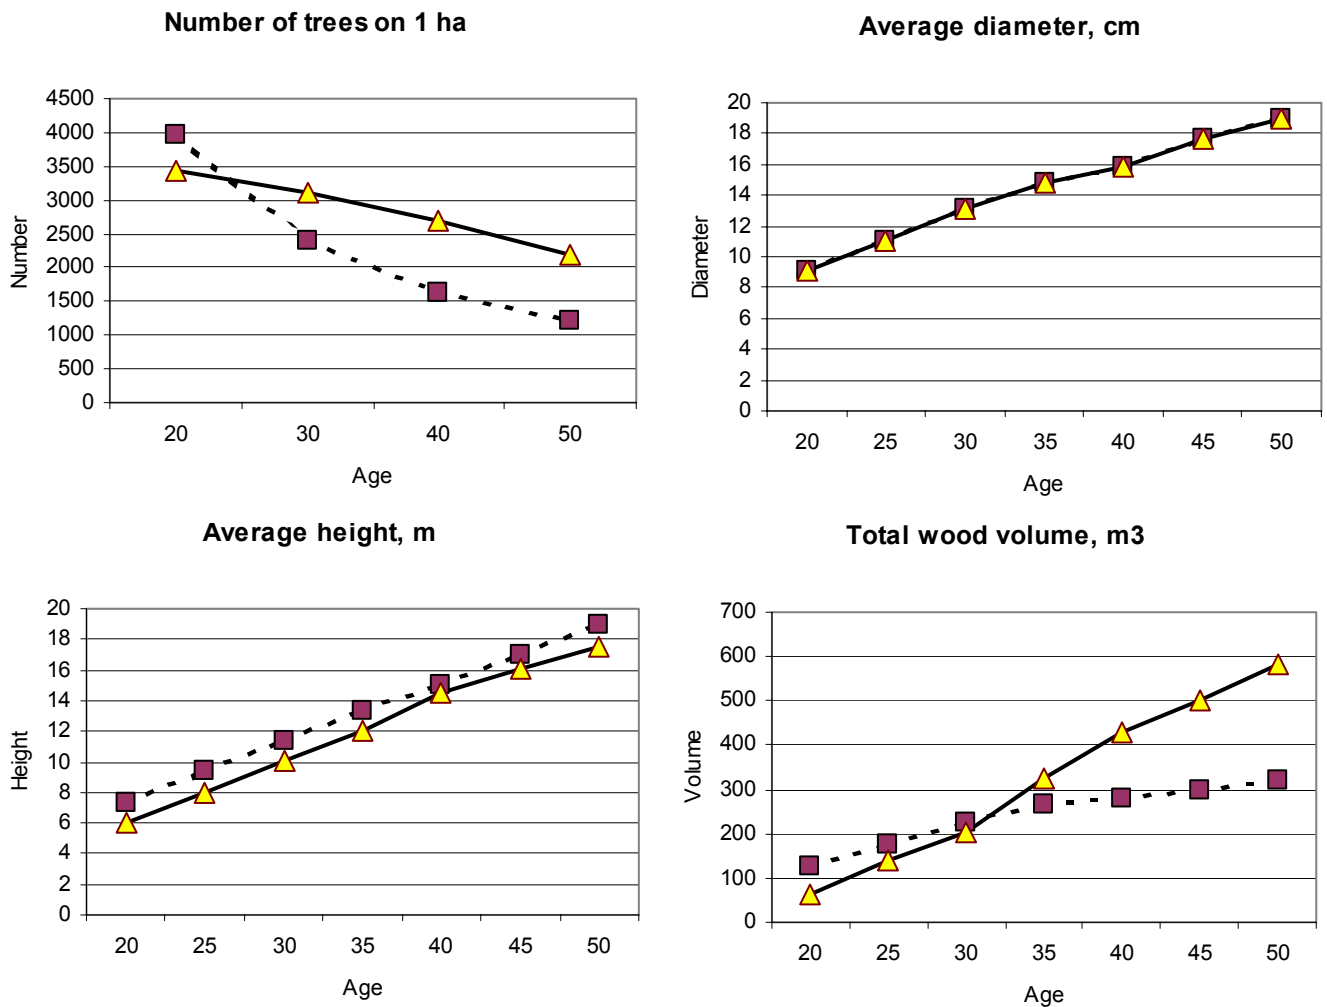 Number of trees on 1 ha
4500
4000
3500
3000
2500
2000
1500
1000
500
0
Number
20 30 40 50
Age
Average diameter, cm
20
18
16
14
12
10
8
6
4
2
0
Diameter
20 25 30 35 40 45 50
Age
Average height, m
20
18
16
14
12
10
8
6
4
2
0
Height
20 25 30 35 40 45 50
Age
Total wood volume, m3
700
600
500
400
300
200
100
0
Volume
20 25 30 35 40 45 50
Age